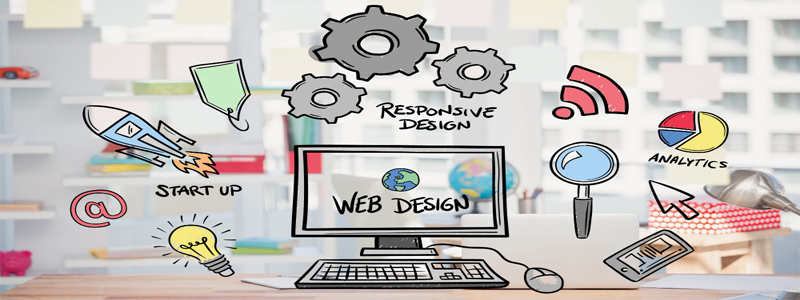 RESPONSIVE
DESIGN
ANALYTICS
START UP
@
WEB DESIGN